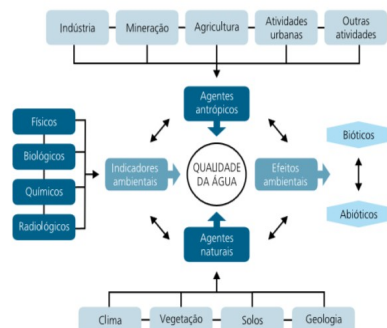 Indústria
Mineração
Agricultura
Atividades
urbanas
Outras
atividades
Agentes
antrópicos
Físicos
Biológicos
Químicos
Radiológicos
Indicadores
ambientais
QUALIDADE
DA ÁGUA
Efeitos
ambientais
Bióticos
Abióticos
Agentes
naturais
Clima
Vegetação
Solos
Geologia